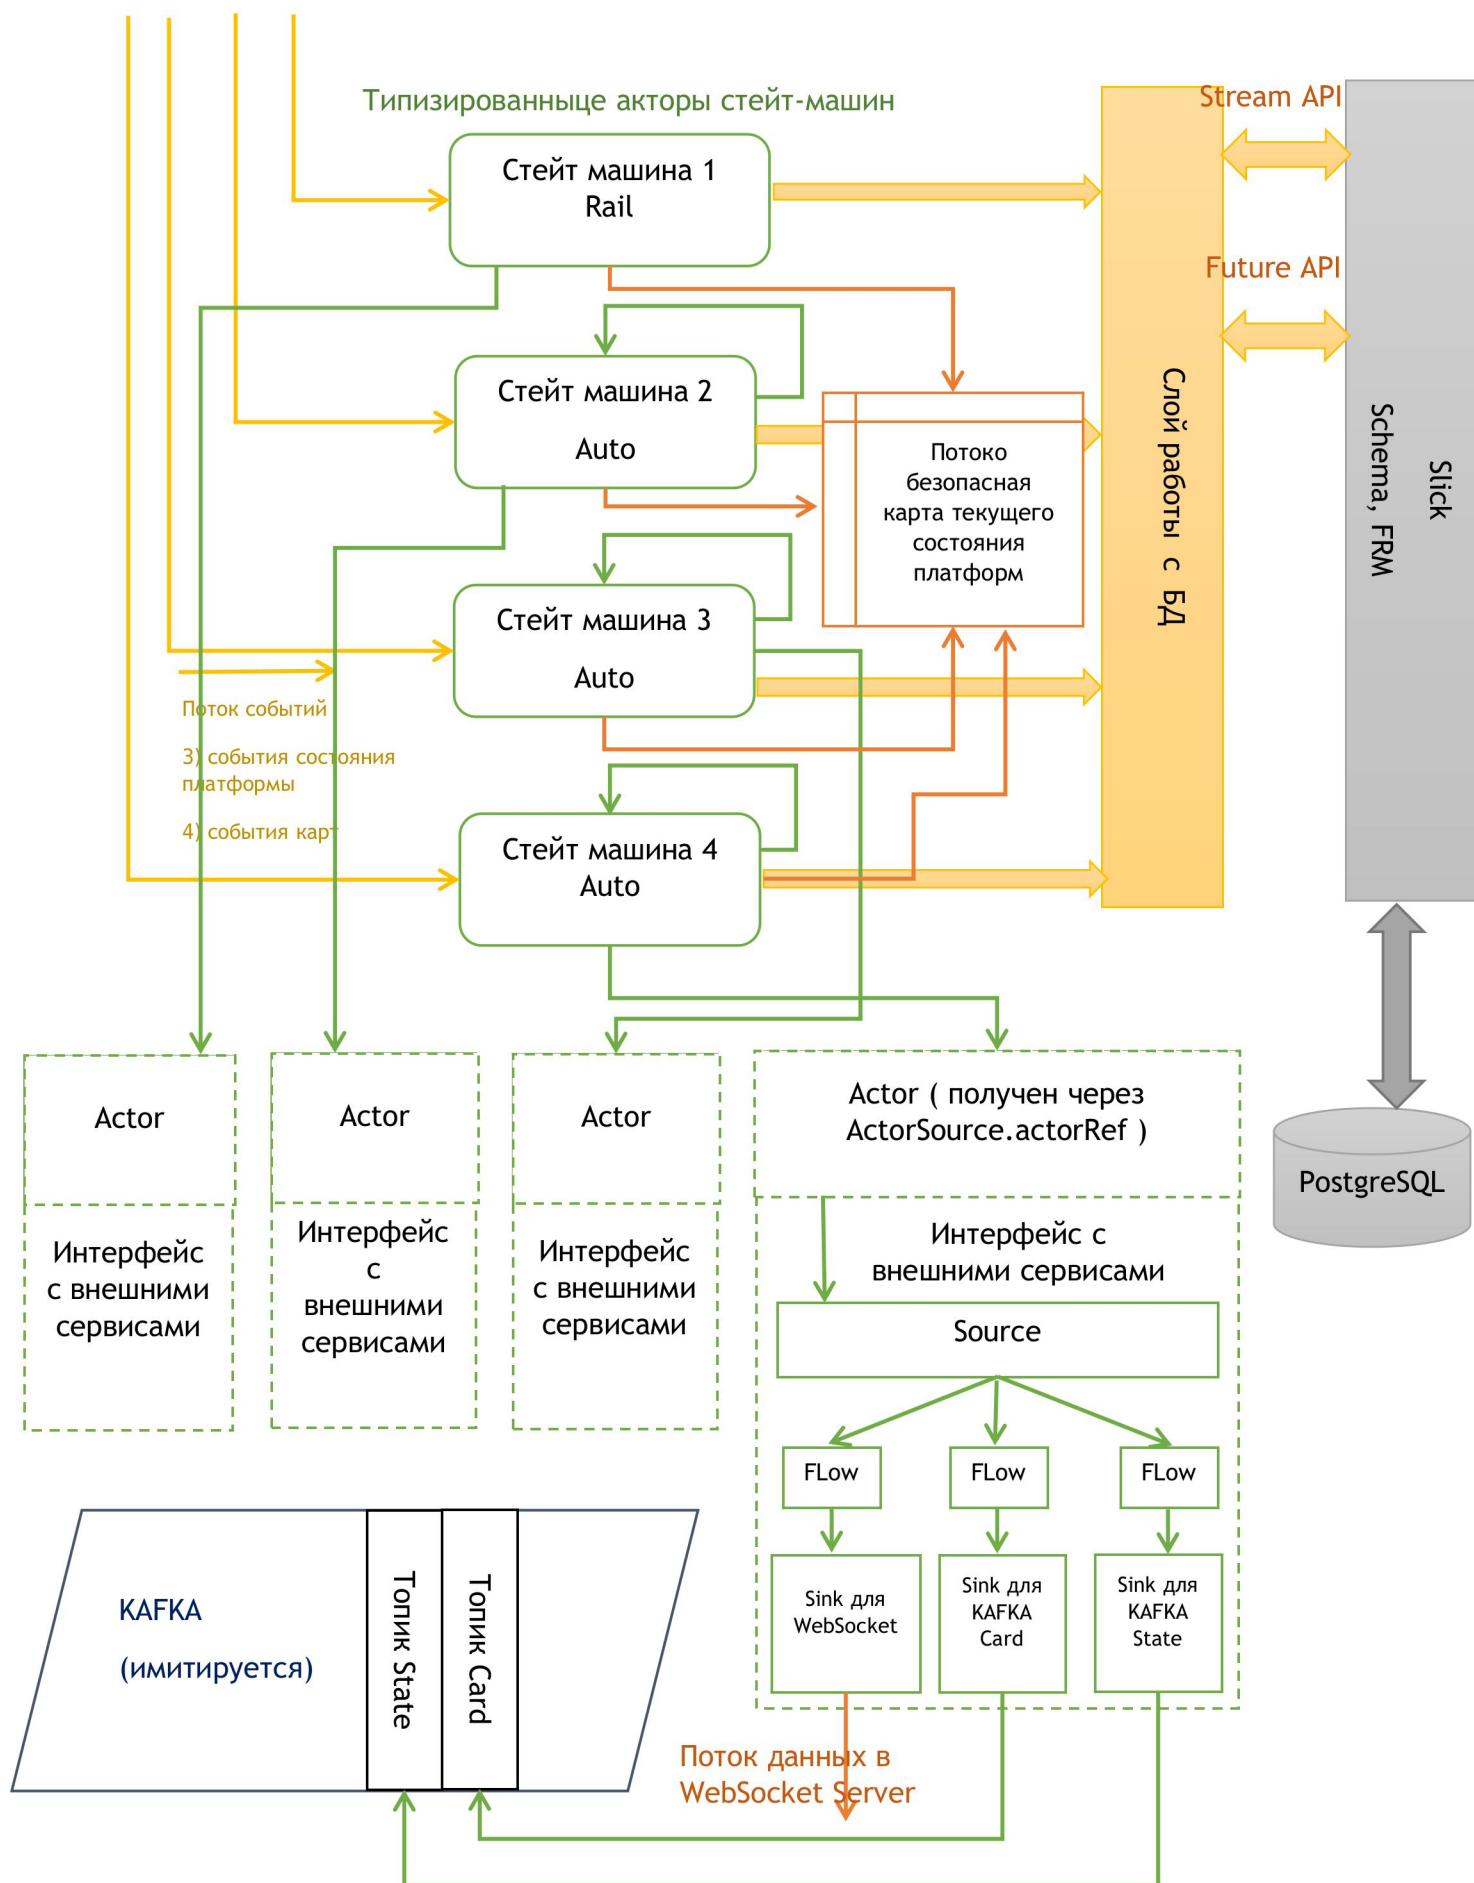 Типизированныце акторы стейт-машин
Stream API
Стейт машина 1
Rail
Future API
Стейт машина 2
Auto
Потоко
безопасная
карта текущего
состояния
платформ
Слой работы с БД
Slick
Schema, FRM
Стейт машина 3
Auto
Поток событий
3) события состояния
платформы
4) события карт
Стейт машина 4
Auto
Actor
Интерфейс
с внешними
сервисами
Actor
Интерфейс
с
внешними
сервисами
Actor
Интерфейс
с внешними
сервисами
Actor ( получен через
ActorSource.actorRef )
Интерфейс с
внешними сервисами
PostgreSQL
Source
FLow
FLow
FLow
Sink для
WebSocket
Sink для
KAFKA
Card
Sink для
KAFKA
State
KAFKA
(имитируется)
Топик State
Топик Card
Поток данных в
WebSocket Server